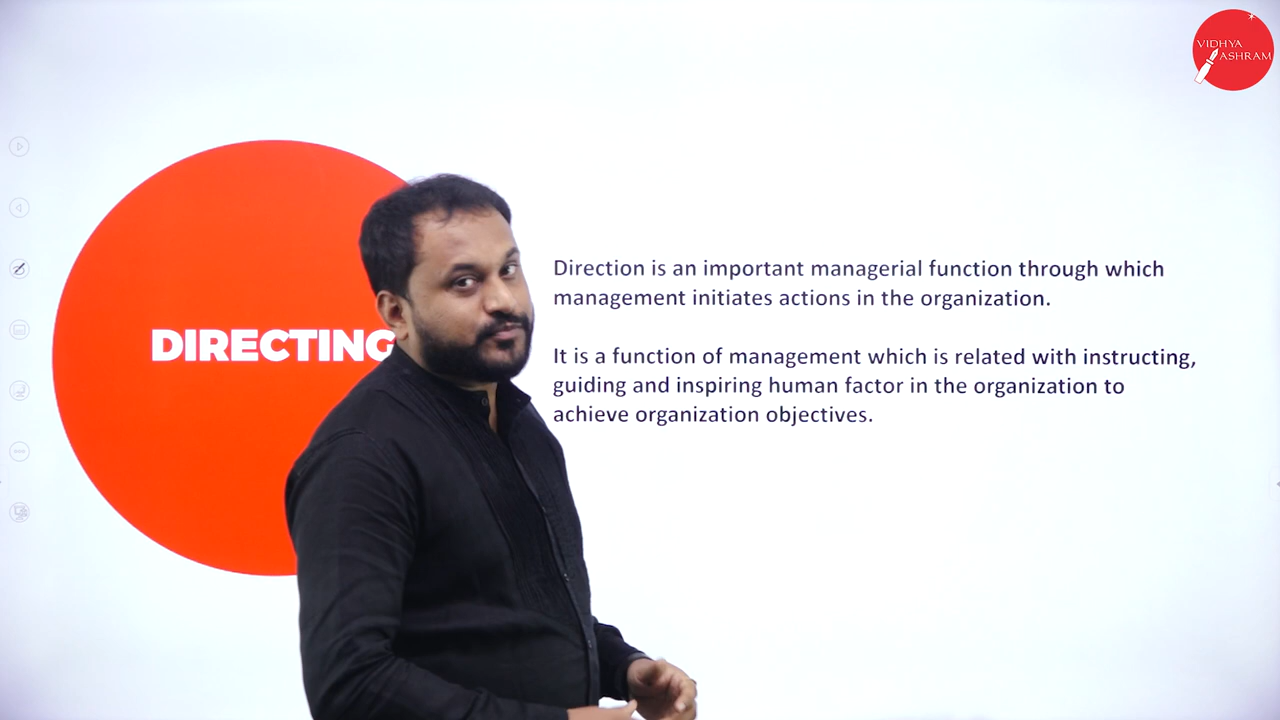 VIDHYA
ASHRAM
DIRECTING
Direction is an important managerial function through which
management initiates actions in the organization.
It is a function of management which is related with instructing,
guiding and inspiring human factor in the organization to
achieve organization objectives.